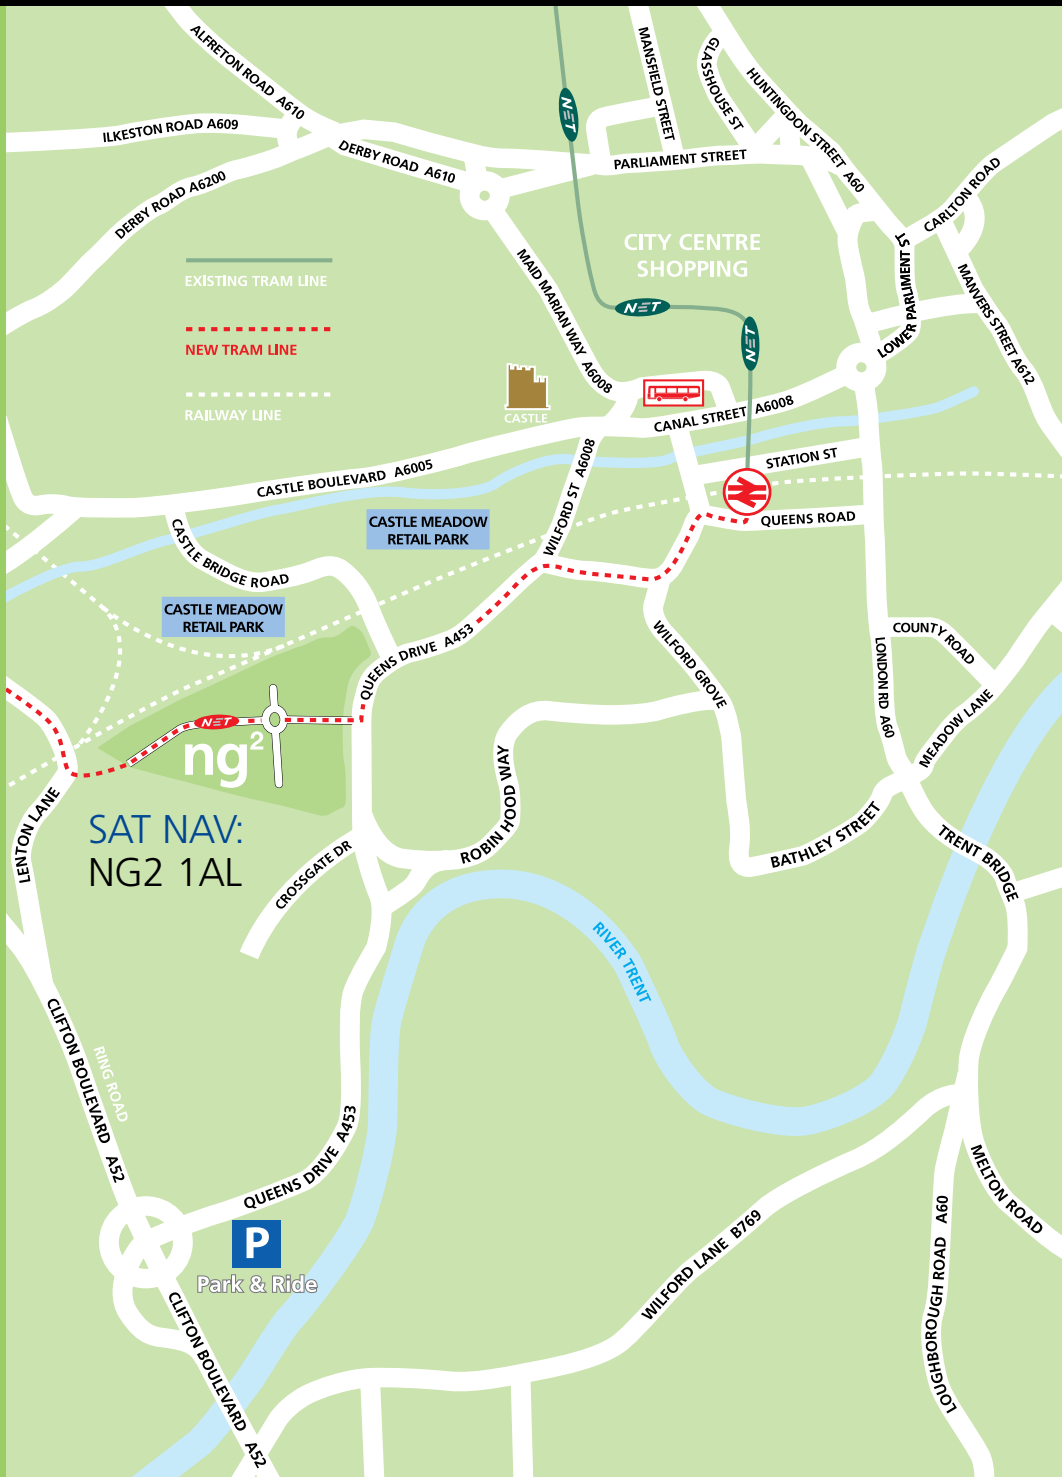 ALFRETON ROAD A610
MANSFIELD STREET
GLASSHOUSE ST
HUNTINGDON STREET A60
NET
ILKESTON ROAD A609
DERBY ROAD A610
PARLIAMENT STREET
DERBY ROAD A6200
CARLTON ROAD
CITY CENTRE
SHOPPING
LOWER PARLIMENT ST
MANVERS STREET A612
MAID MARIAN WAY A6008
EXISTING TRAM LINE
NET
NET
NEW TRAM LINE
RAILWAY LINE
CASTLE
CANAL STREET A6008
STATION ST
CASTLE BOULEVARD A6005
WILFORD ST A6008
QUEENS ROAD
CASTLE MEADOW
RETAIL PARK
CASTLE BRIDGE ROAD
CASTLE MEADOW
RETAIL PARK
QUEENS DRIVE A453
WILFORD GROVE
COUNTY ROAD
LONDON RD A60
MEADOW LANE
NET
ng2
LENTON LANE
SAT NAV:
NG2 1AL
CROSSGATE DR
ROBIN HOOD WAY
BATHLEY STREET
TRENT BRIDGE
RIVER TRENT
CLIFTON BOULEVARD A52
RING ROAD
QUEENS DRIVE A453
P
Park & Ride
WILFORD LANE B769
MELTON ROAD
LOUGHBOROUGH ROAD A60
CLIFTON BOULEVARD A52